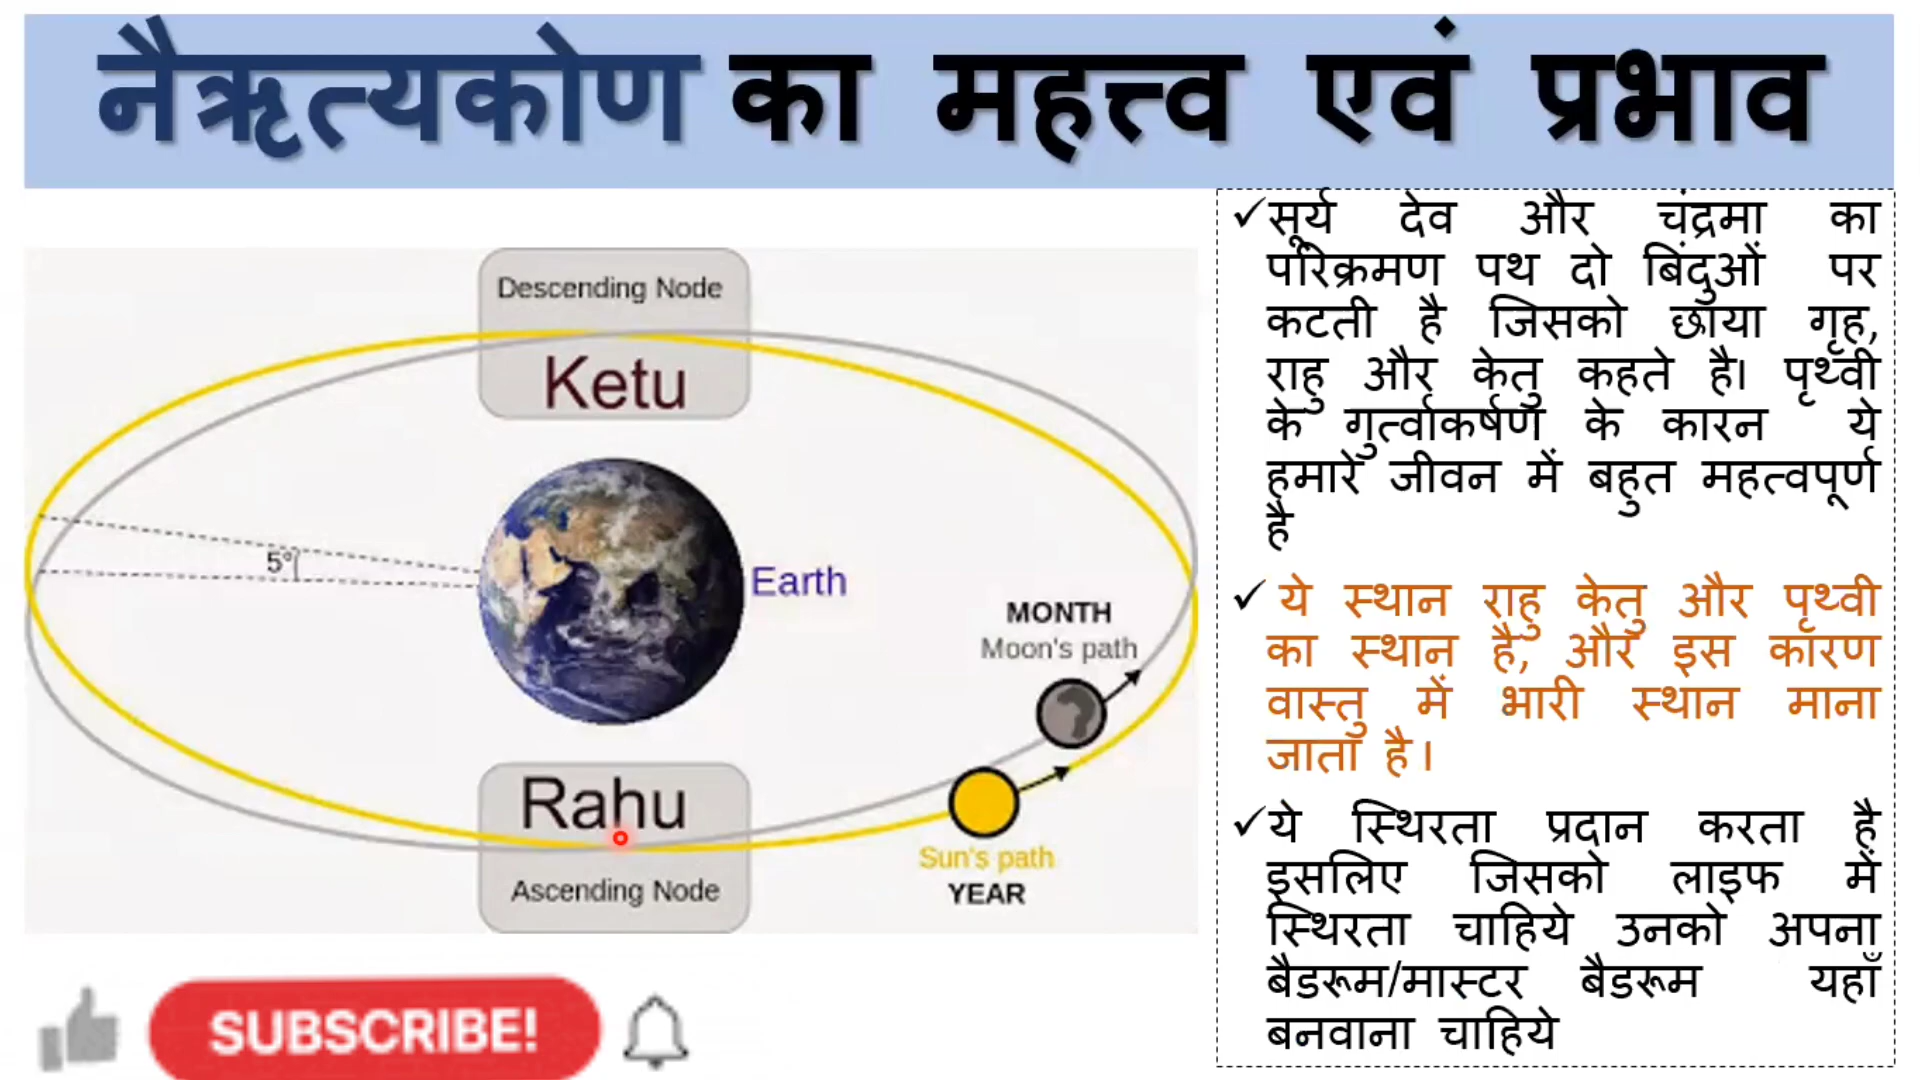 नैऋत्यकोण का महत्त्व एवं प्रभाव
Descending Node
Ketu
5°
Earth
MONTH
Moon's path
Rahu
Sun's path
Ascending Node
YEAR
SUBSCRIBE!
✓सूर्य देव और चंद्रमा का
परिक्रमण पथ दो बिंदुओं पर
कटती है जिसको छाया गृह,
राहु और केतु कहते है। पृथ्वी
के गुर्त्वाकर्षण के कारन ये
हमारे जीवन में बहुत महत्वपूर्ण
है
✓ ये स्थान राहु केतु और पृथ्वी
का स्थान है, और इस कारण
वास्तु में भारी स्थान माना
जाता है।
✓ये स्थिरता प्रदान करता है
इसलिए जिसको लाइफ में
स्थिरता चाहिये उनको अपना
बैडरूम/मास्टर बैडरूम यहाँ
बनवाना चाहिये